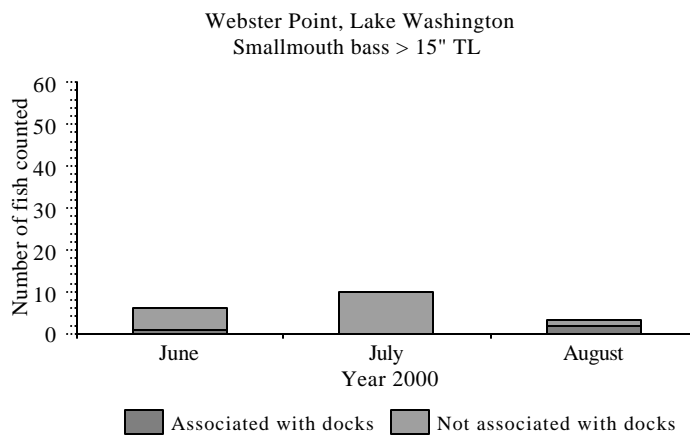 Webster Point, Lake Washington
Smallmouth bass > 15" TL
Number of fish counted
60
50
40
30
20
10
0
June July August
Year 2000
Associated with docks Not associated with docks